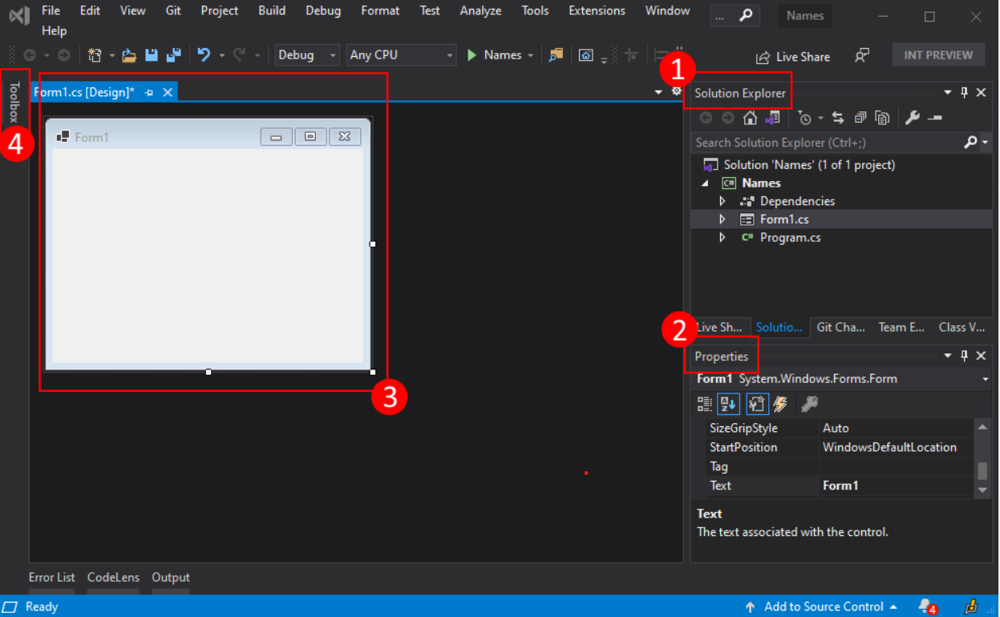 File Edit View Git Project Build Debug Format Test Analyze Tools Extensions Window ... Names
Help
Debug Any CPU Names Live Share INT PREVIEW
1
Toolbox
Form1.cs [Design]*
Solution Explorer
4
Form1
Search Solution Explorer (Ctrl+;)
Solution 'Names' (1 of 1 project)
C# Names
Dependencies
Form1.cs
C# Program.cs
2
Live Sh... Solutio... Git Cha... Team E... Class V...
Properties
Form1 System.Windows.Forms.Form
3
SizeGripStyle Auto
StartPosition WindowsDefaultLocation
Tag
Text Form1
Text
The text associated with the control.
Error List CodeLens Output
Ready Add to Source Control 4